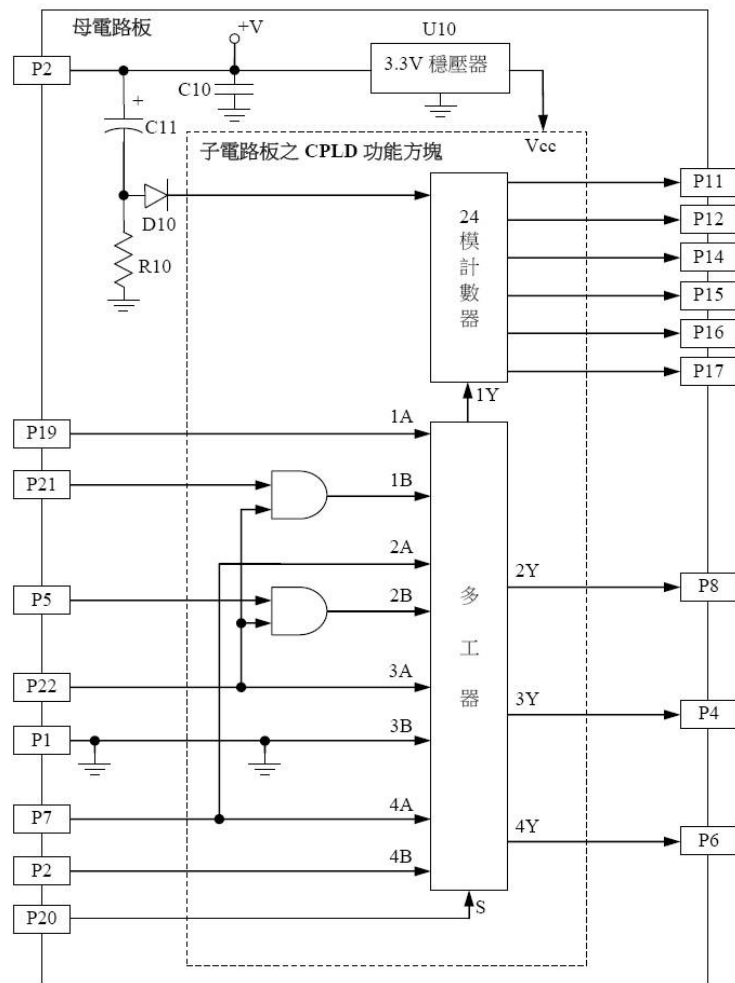 母電路板
+V
U10
P2
3.3V 穩壓器
C10
+
C11
Vcc
子電路板之 CPLD 功能方塊
D10
R10
24
模
計
數
器
P11
P12
P14
P15
P16
P17
1Y
P19
1A
P21
1B
2A
P5
2B
2Y
P8
多
工
器
P22
3A
3Y
P4
P1
3B
P7
4A
4Y
P6
P2
4B
P20
S